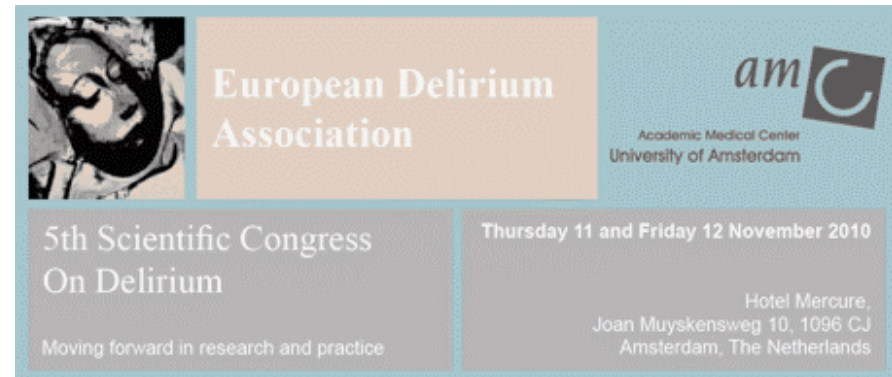 European Delirium
Association
amC
Academic Medical Center
University of Amsterdam
5th Scientific Congress
On Delirium
Moving forward in research and practice
Thursday 11 and Friday 12 November 2010
Hotel Mercure,
Joan Muyskensweg 10, 1096 CJ
Amsterdam, The Netherlands